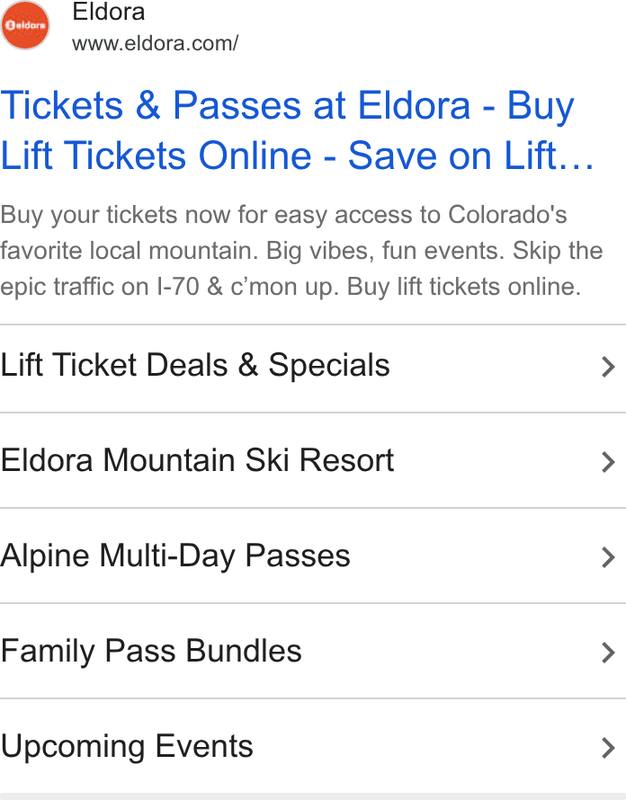 eldora
Eldora
www.eldora.com/
Tickets & Passes at Eldora - Buy
Lift Tickets Online - Save on Lift…
Buy your tickets now for easy access to Colorado's
favorite local mountain. Big vibes, fun events. Skip the
epic traffic on I-70 & c’mon up. Buy lift tickets online.
Lift Ticket Deals & Specials
Eldora Mountain Ski Resort
Alpine Multi-Day Passes
Family Pass Bundles
Upcoming Events